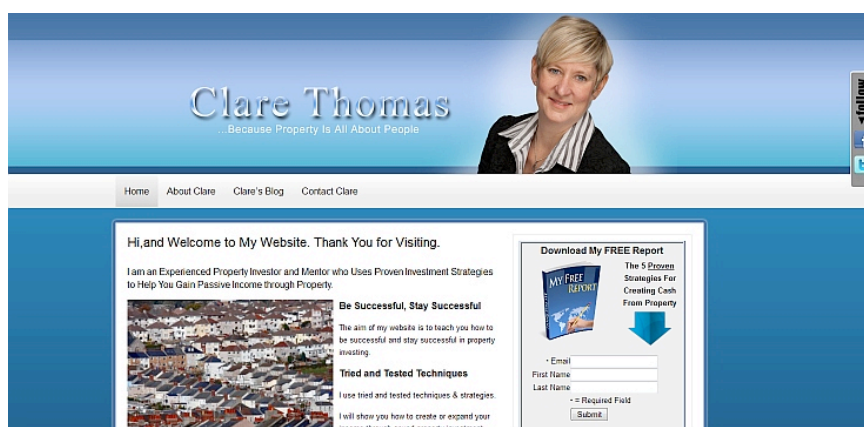 Clare Thomas
...Because Property Is All About People
follow
Home About Clare Clare's Blog Contact Clare
Hi,and Welcome to My Website. Thank You for Visiting.
I am an Experienced Property Investor and Mentor who Uses Proven Investment Strategies
to Help You Gain Passive Income through Property.
Be Successful, Stay Successful
The aim of my website is to teach you how to
be successful and stay successful in property
investing.
Tried and Tested Techniques
I use tried and tested techniques & strategies.
I will show you how to create or expand your
Download My FREE Report
MY FREE
REPORT
The 5 Proven
Strategies For
Creating Cash
From Property
* Email
First Name
Last Name
* = Required Field
Submit